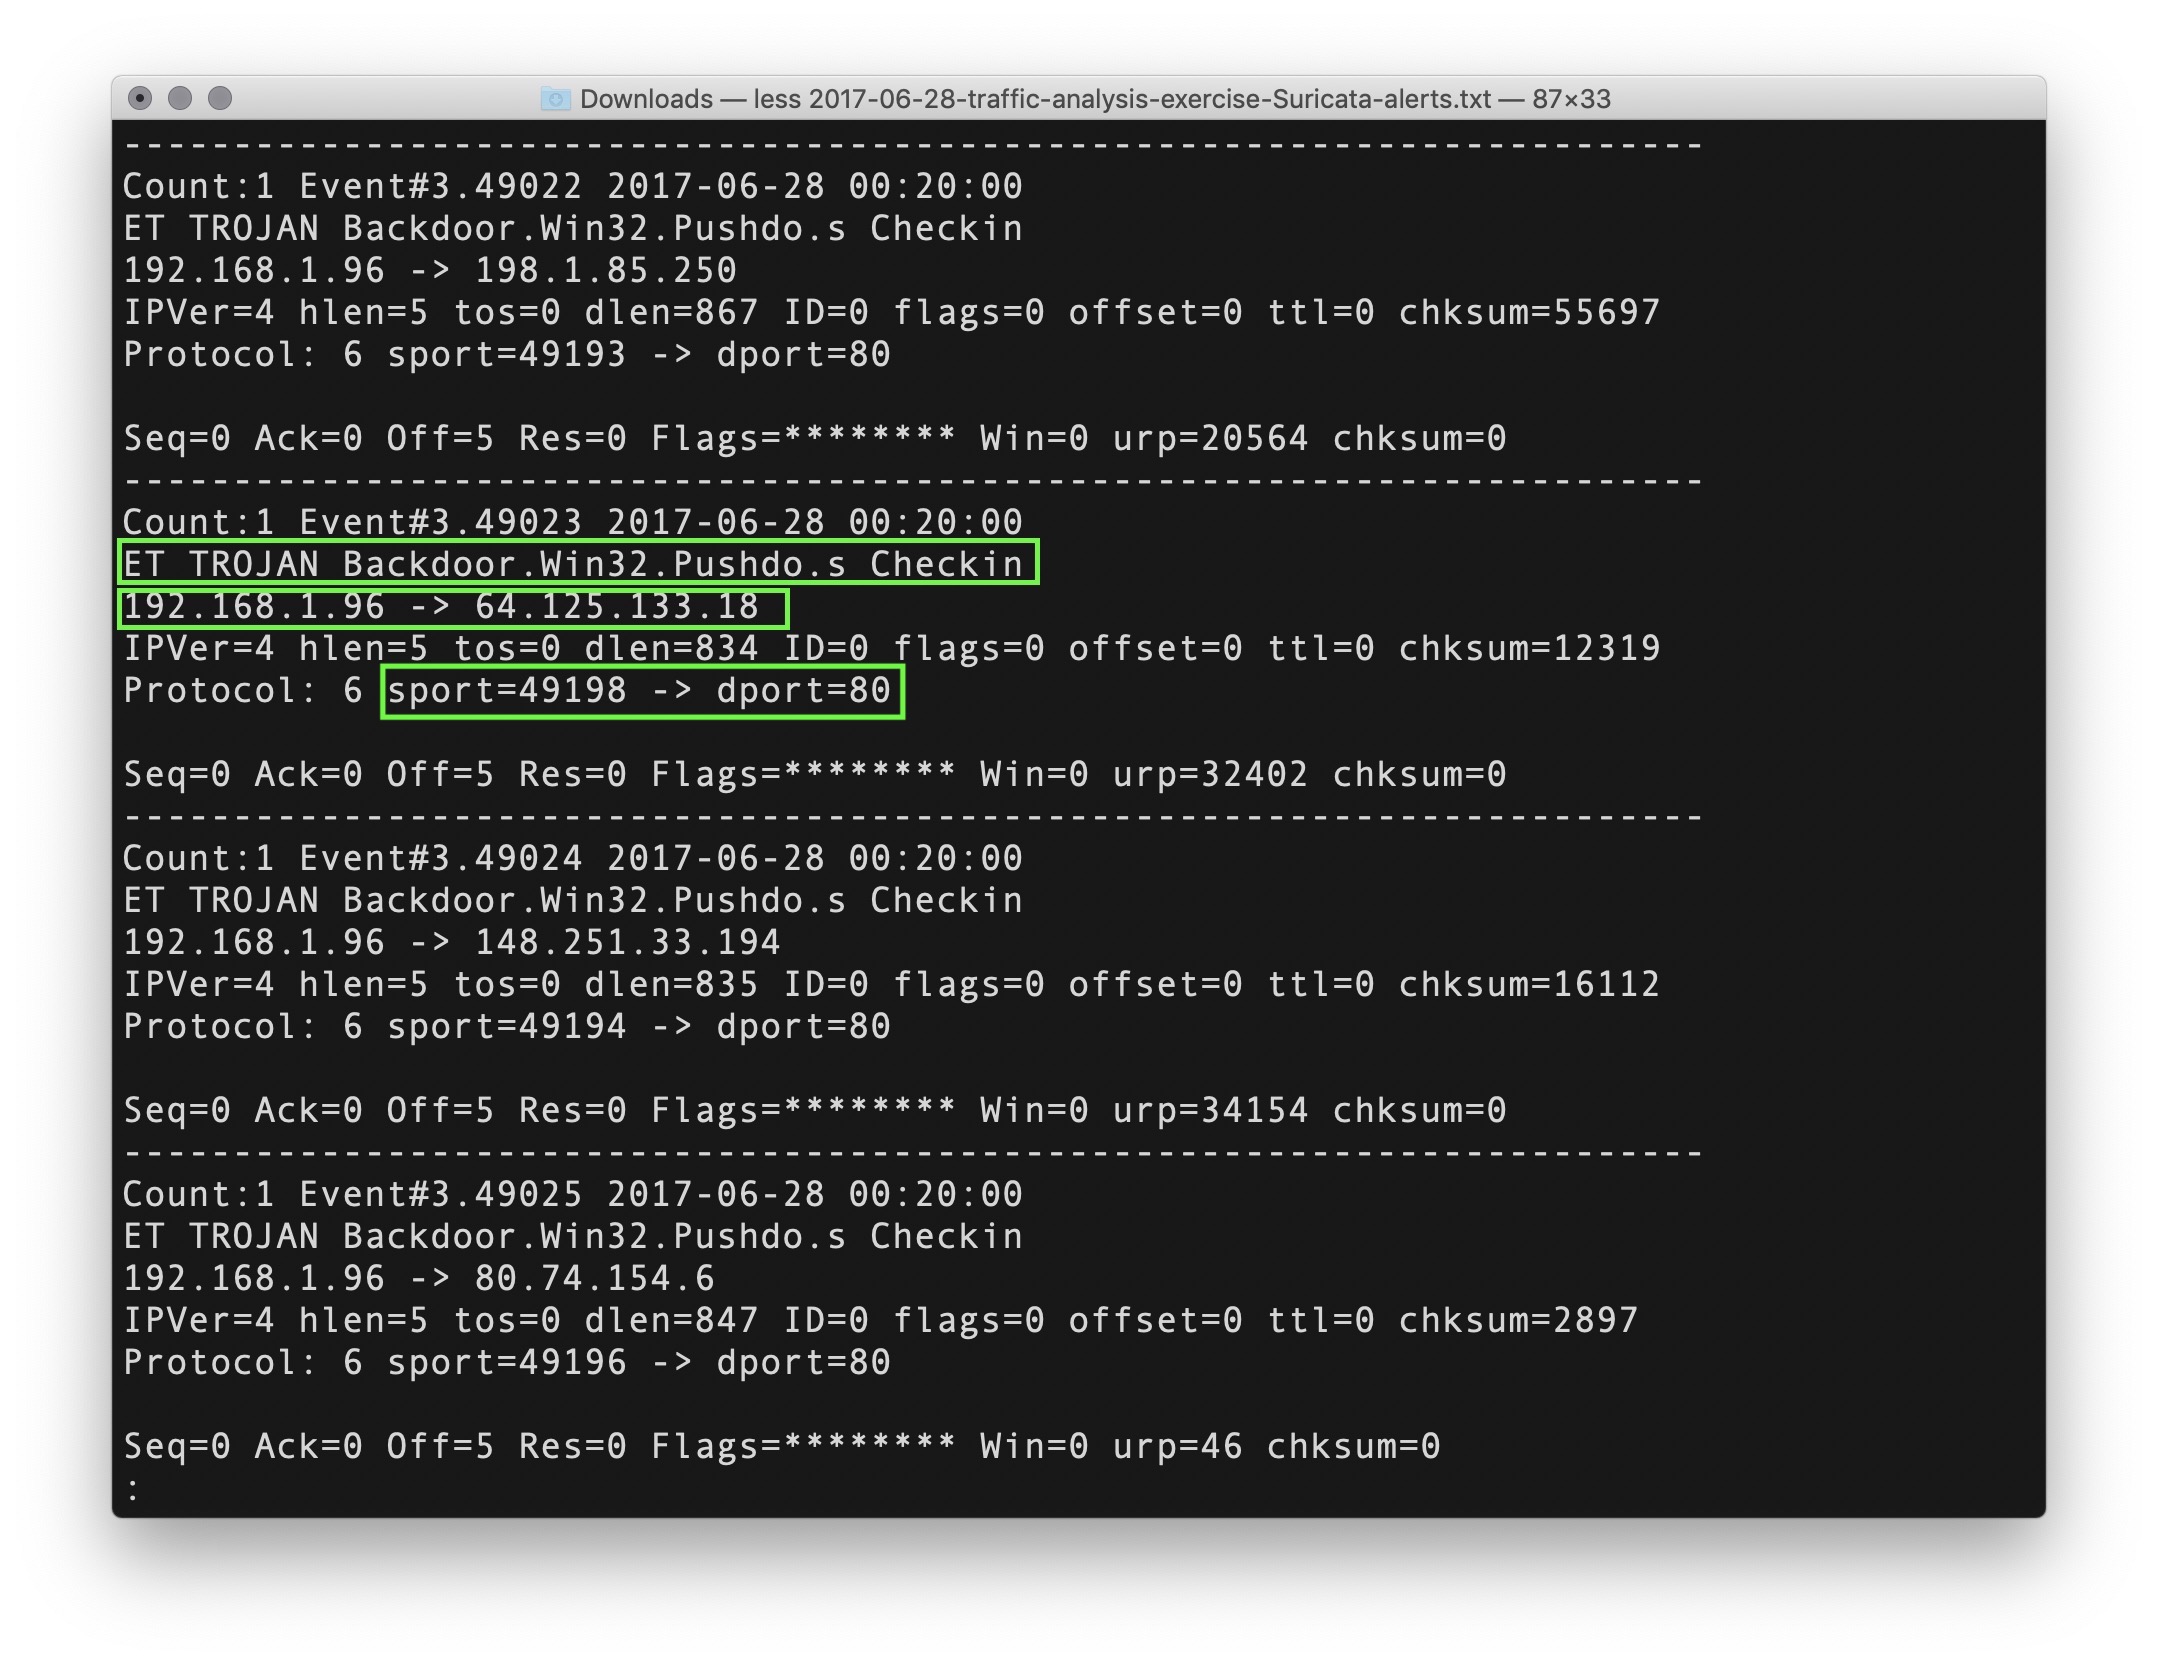 Downloads — less 2017-06-28-traffic-analysis-exercise-Suricata-alerts.txt — 87×33
------------------------------------------------------------------------
Count:1 Event#3.49022 2017-06-28 00:20:00
ET TROJAN Backdoor.Win32.Pushdo.s Checkin
192.168.1.96 -> 198.1.85.250
IPVer=4 hlen=5 tos=0 dlen=867 ID=0 flags=0 offset=0 ttl=0 chksum=55697
Protocol: 6 sport=49193 -> dport=80
Seq=0 Ack=0 Off=5 Res=0 Flags=******** Win=0 urp=20564 chksum=0
------------------------------------------------------------------------
Count:1 Event#3.49023 2017-06-28 00:20:00
ET TROJAN Backdoor.Win32.Pushdo.s Checkin
192.168.1.96 -> 64.125.133.18
IPVer=4 hlen=5 tos=0 dlen=834 ID=0 flags=0 offset=0 ttl=0 chksum=12319
Protocol: 6 sport=49198 -> dport=80
Seq=0 Ack=0 Off=5 Res=0 Flags=******** Win=0 urp=32402 chksum=0
------------------------------------------------------------------------
Count:1 Event#3.49024 2017-06-28 00:20:00
ET TROJAN Backdoor.Win32.Pushdo.s Checkin
192.168.1.96 -> 148.251.33.194
IPVer=4 hlen=5 tos=0 dlen=835 ID=0 flags=0 offset=0 ttl=0 chksum=16112
Protocol: 6 sport=49194 -> dport=80
Seq=0 Ack=0 Off=5 Res=0 Flags=******** Win=0 urp=34154 chksum=0
------------------------------------------------------------------------
Count:1 Event#3.49025 2017-06-28 00:20:00
ET TROJAN Backdoor.Win32.Pushdo.s Checkin
192.168.1.96 -> 80.74.154.6
IPVer=4 hlen=5 tos=0 dlen=847 ID=0 flags=0 offset=0 ttl=0 chksum=2897
Protocol: 6 sport=49196 -> dport=80
Seq=0 Ack=0 Off=5 Res=0 Flags=******** Win=0 urp=46 chksum=0
: